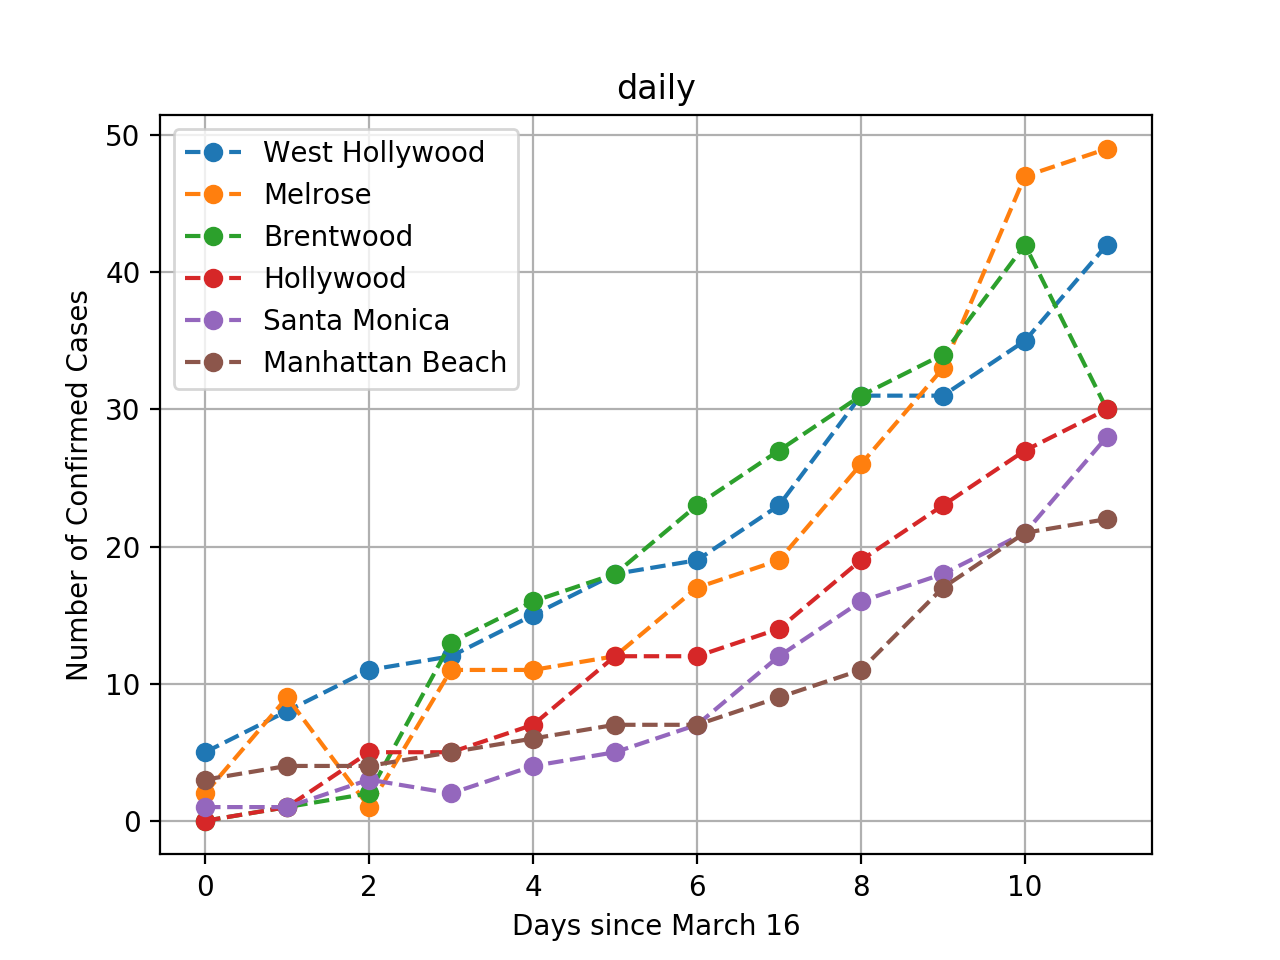 daily
50
40
30
20
10
0
Number of Confirmed Cases
West Hollywood
Melrose
Brentwood
Hollywood
Santa Monica
Manhattan Beach
0 2 4 6 8 10
Days since March 16